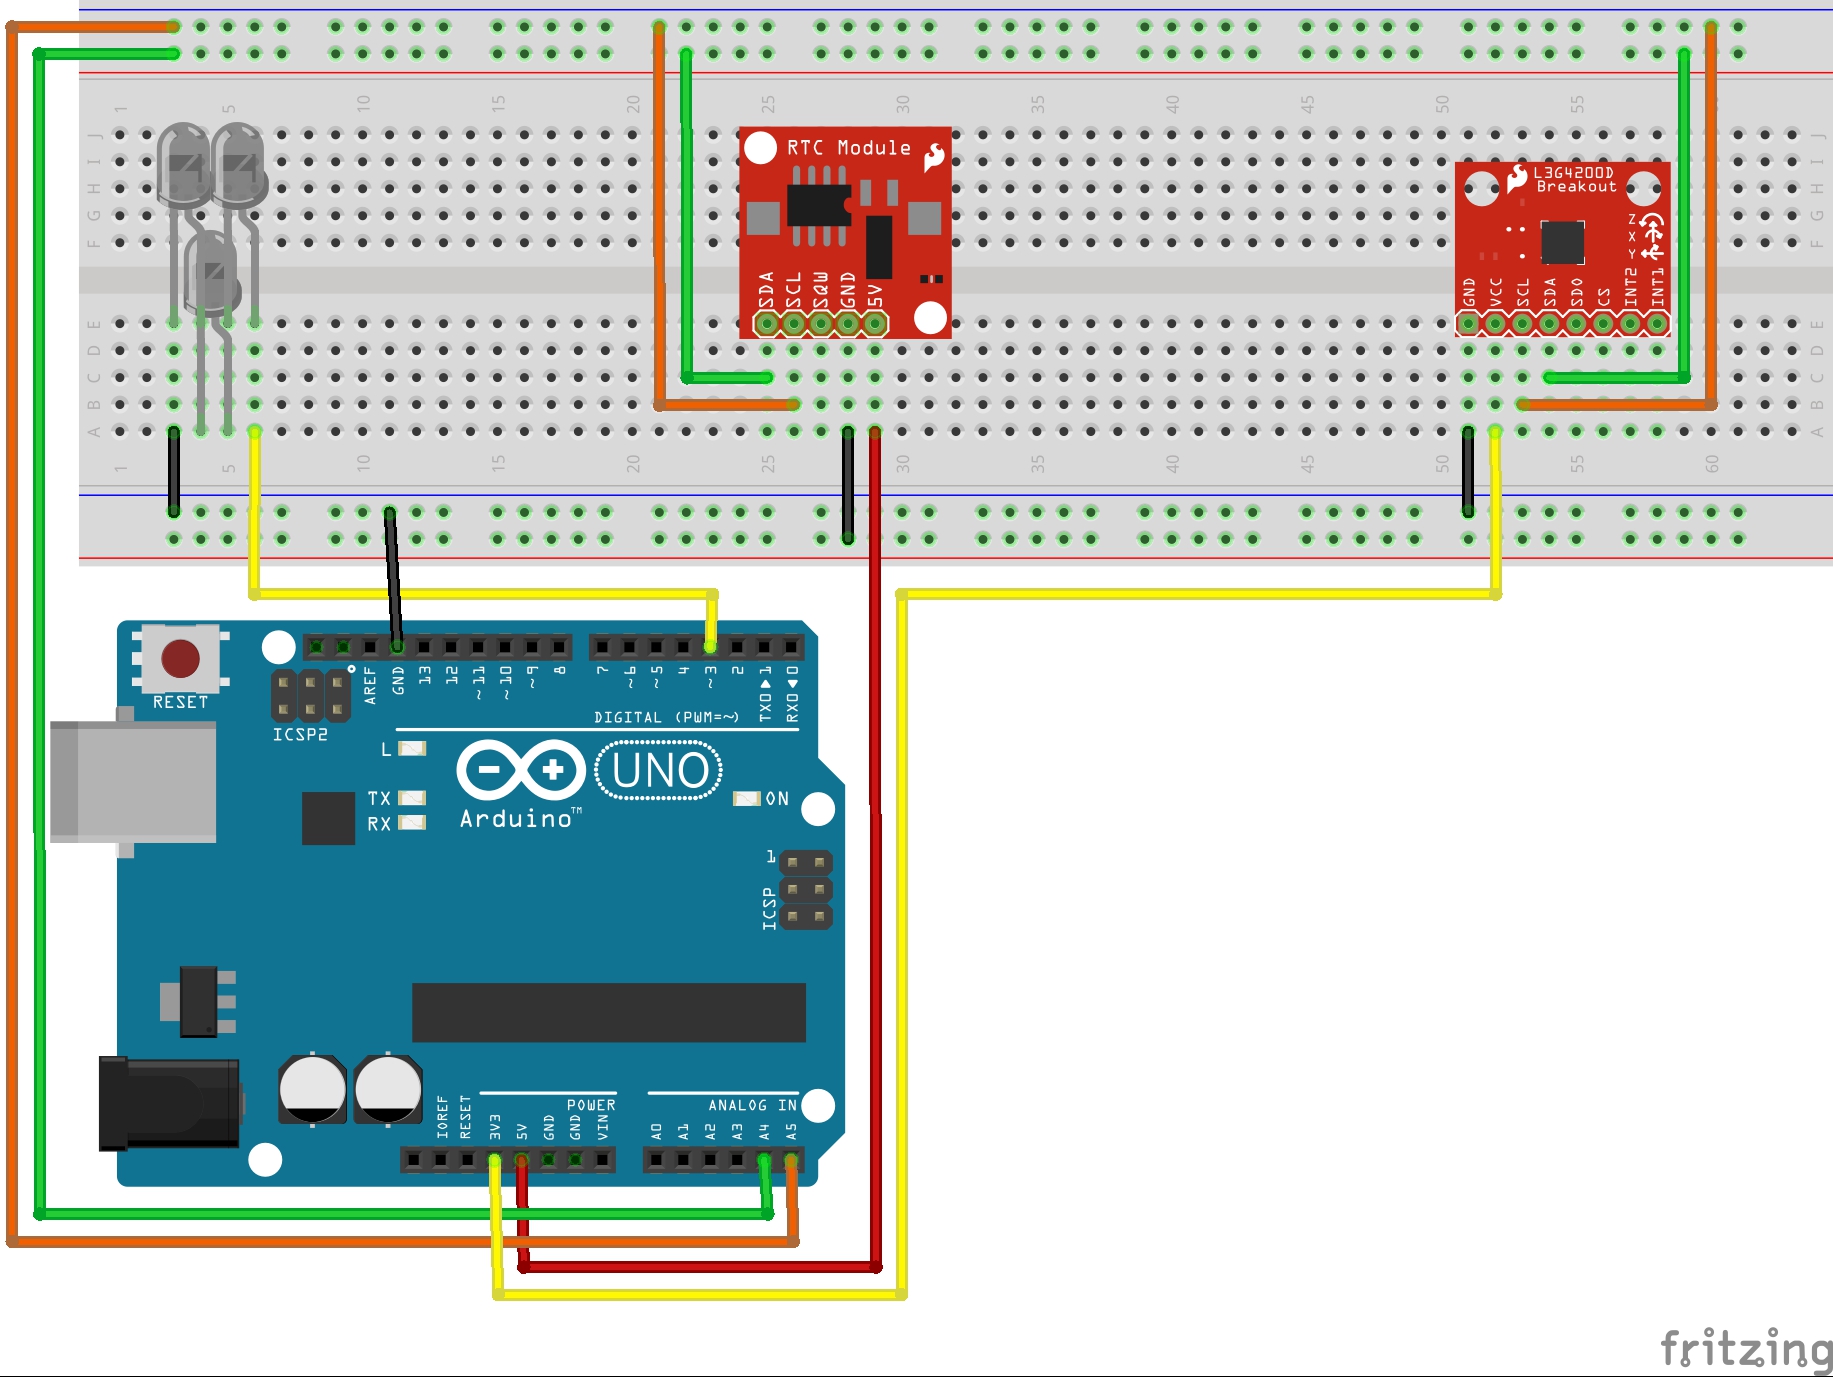 1 5 10 15 20 25 30 35 40 45 50 55 60
J J
I I
H H
G G
F F
RTC Module
SDA SCL SQW GND 5V
L3G4200D
Breakout
Z
X
Y
GND VCC SCL SDA SDO CS INT2 INT1
E E
D D
C C
B B
A A
1 5 10 15 20 25 30 35 40 45 50 55 60
RESET
ICSP2
AREF GND 13 12 ~11 ~10 ~9 8 7 ~6 ~5 4 ~3 2 TX0▶1 RX0◀0
DIGITAL (PWM=~)
L
TX
RX
UNO
Arduino™
ON
1
ICSP
POWER
ANALOG IN
IOREF RESET 3V3 5V GND GND VIN A0 A1 A2 A3 A4 A5
fritzing